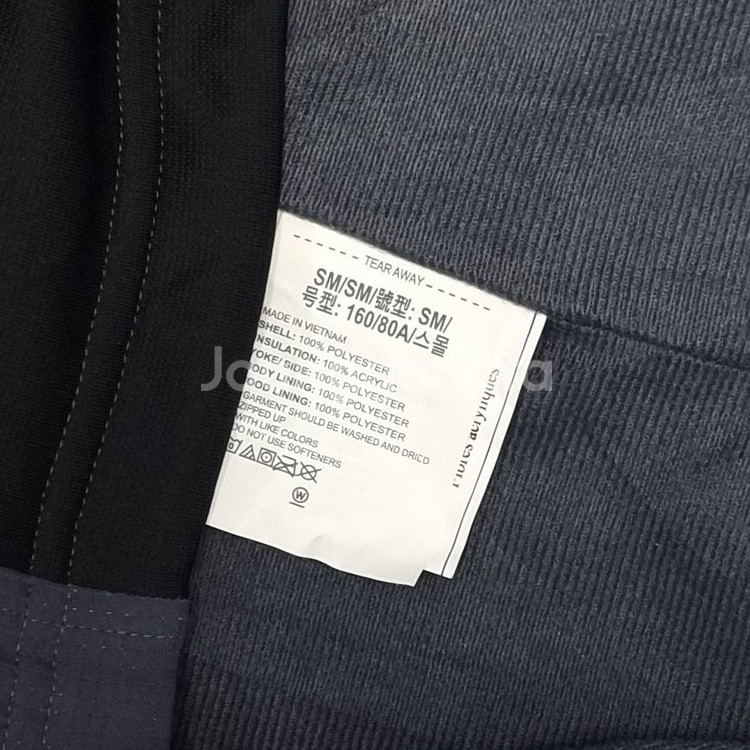 TEAR AWAY
SM/SM/號型: SM/
号型: 160/80A/스몰
MADE IN VIETNAM
SHELL: 100% POLYESTER
INSULATION: 100% ACRYLIC
YOKE/ SIDE: 100% POLYESTER
BODY LINING: 100% POLYESTER
HOOD LINING: 100% POLYESTER
GARMENT SHOULD BE WASHED AND DRIED
ZIPPED UP
WITH LIKE COLORS
DO NOT USE SOFTENERS
W
Fibres acryliques